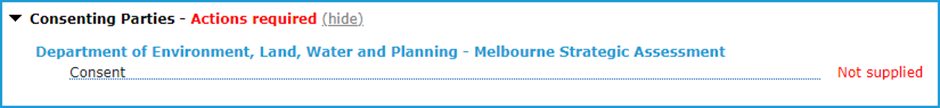 Consenting Parties - Actions required (hide)
Department of Environment, Land, Water and Planning - Melbourne Strategic Assessment
Consent Not supplied